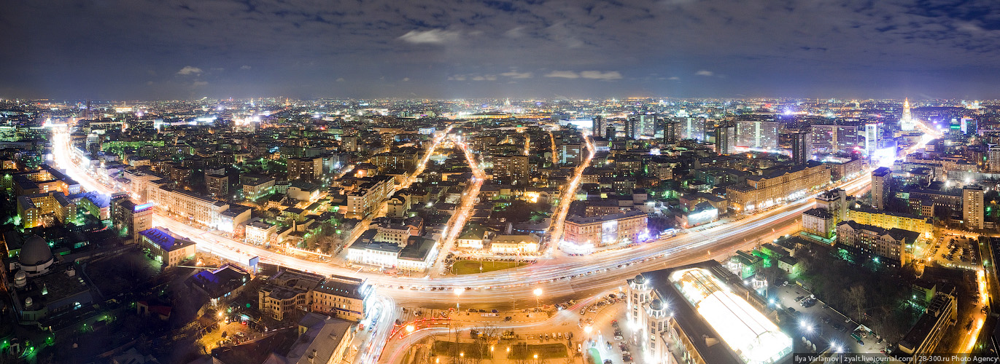 Ilya Varlamov | zyalt.livejournal.com | 28-300.ru Photo Agency